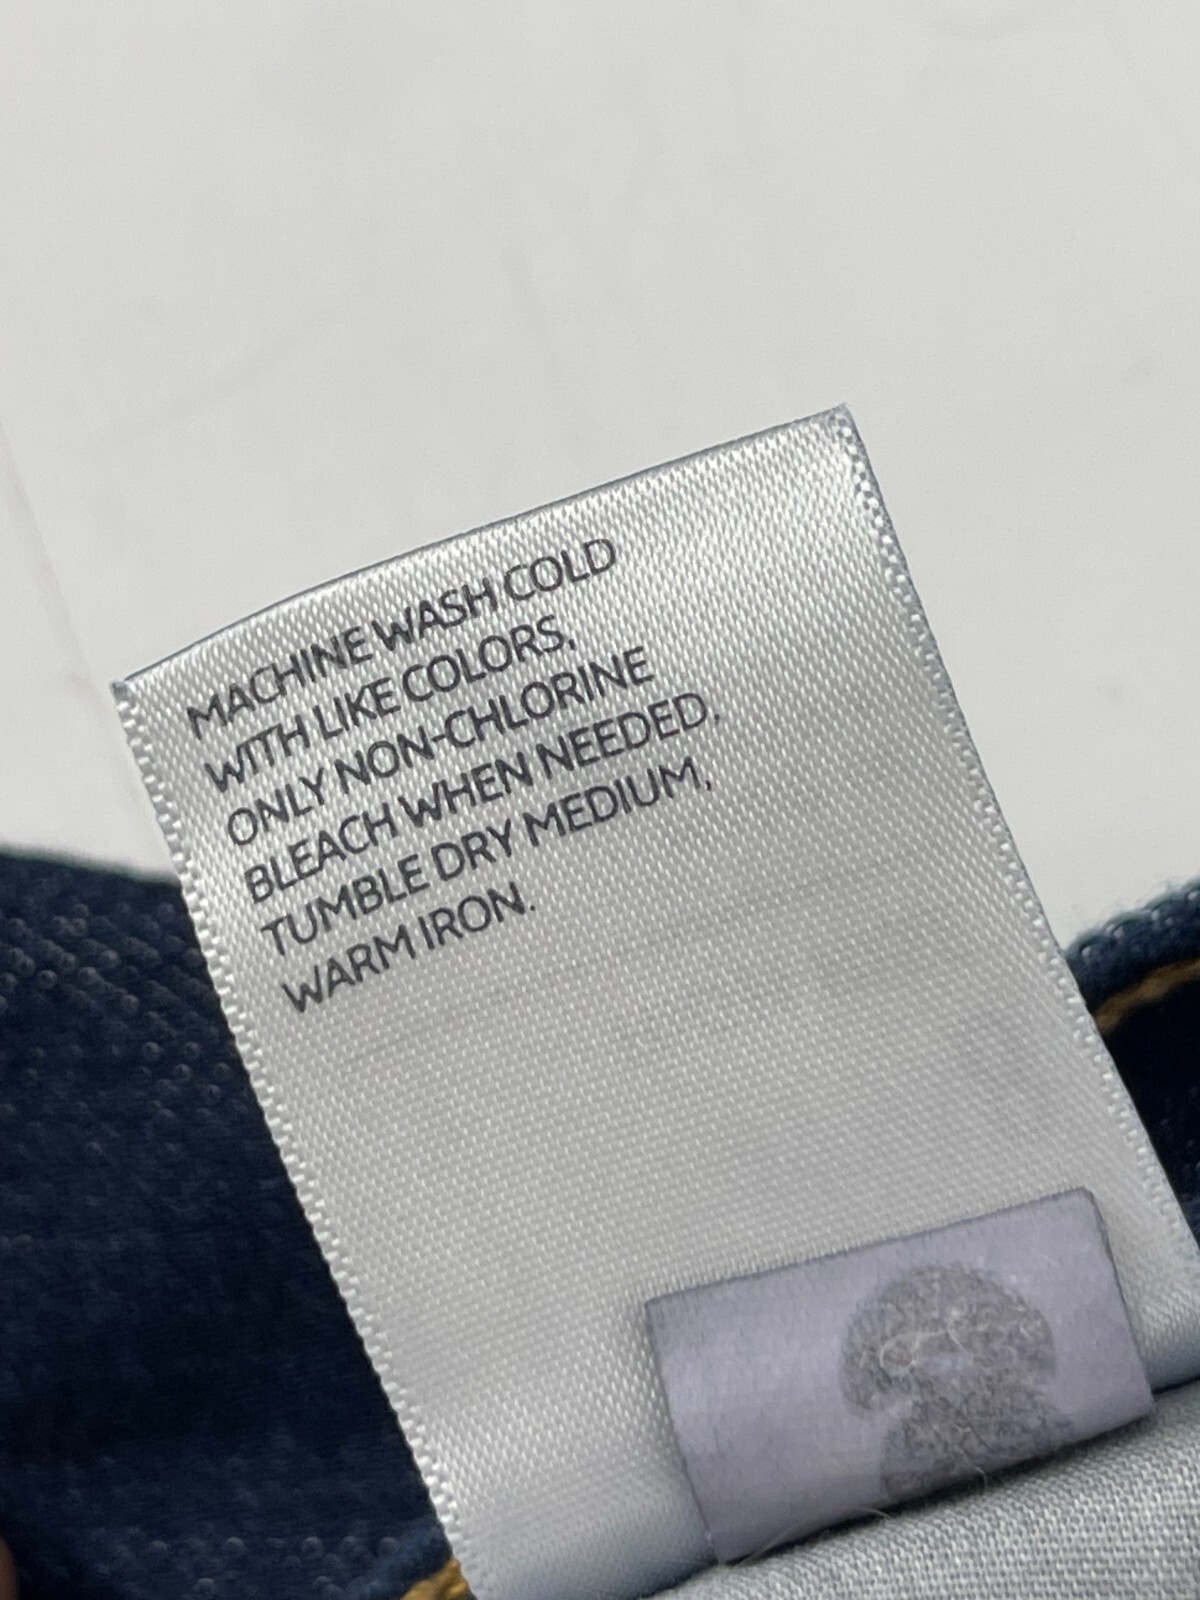 MACHINE WASH COLD
WITH LIKE COLORS,
ONLY NON-CHLORINE
BLEACH WHEN NEEDED,
TUMBLE DRY MEDIUM,
WARM IRON.